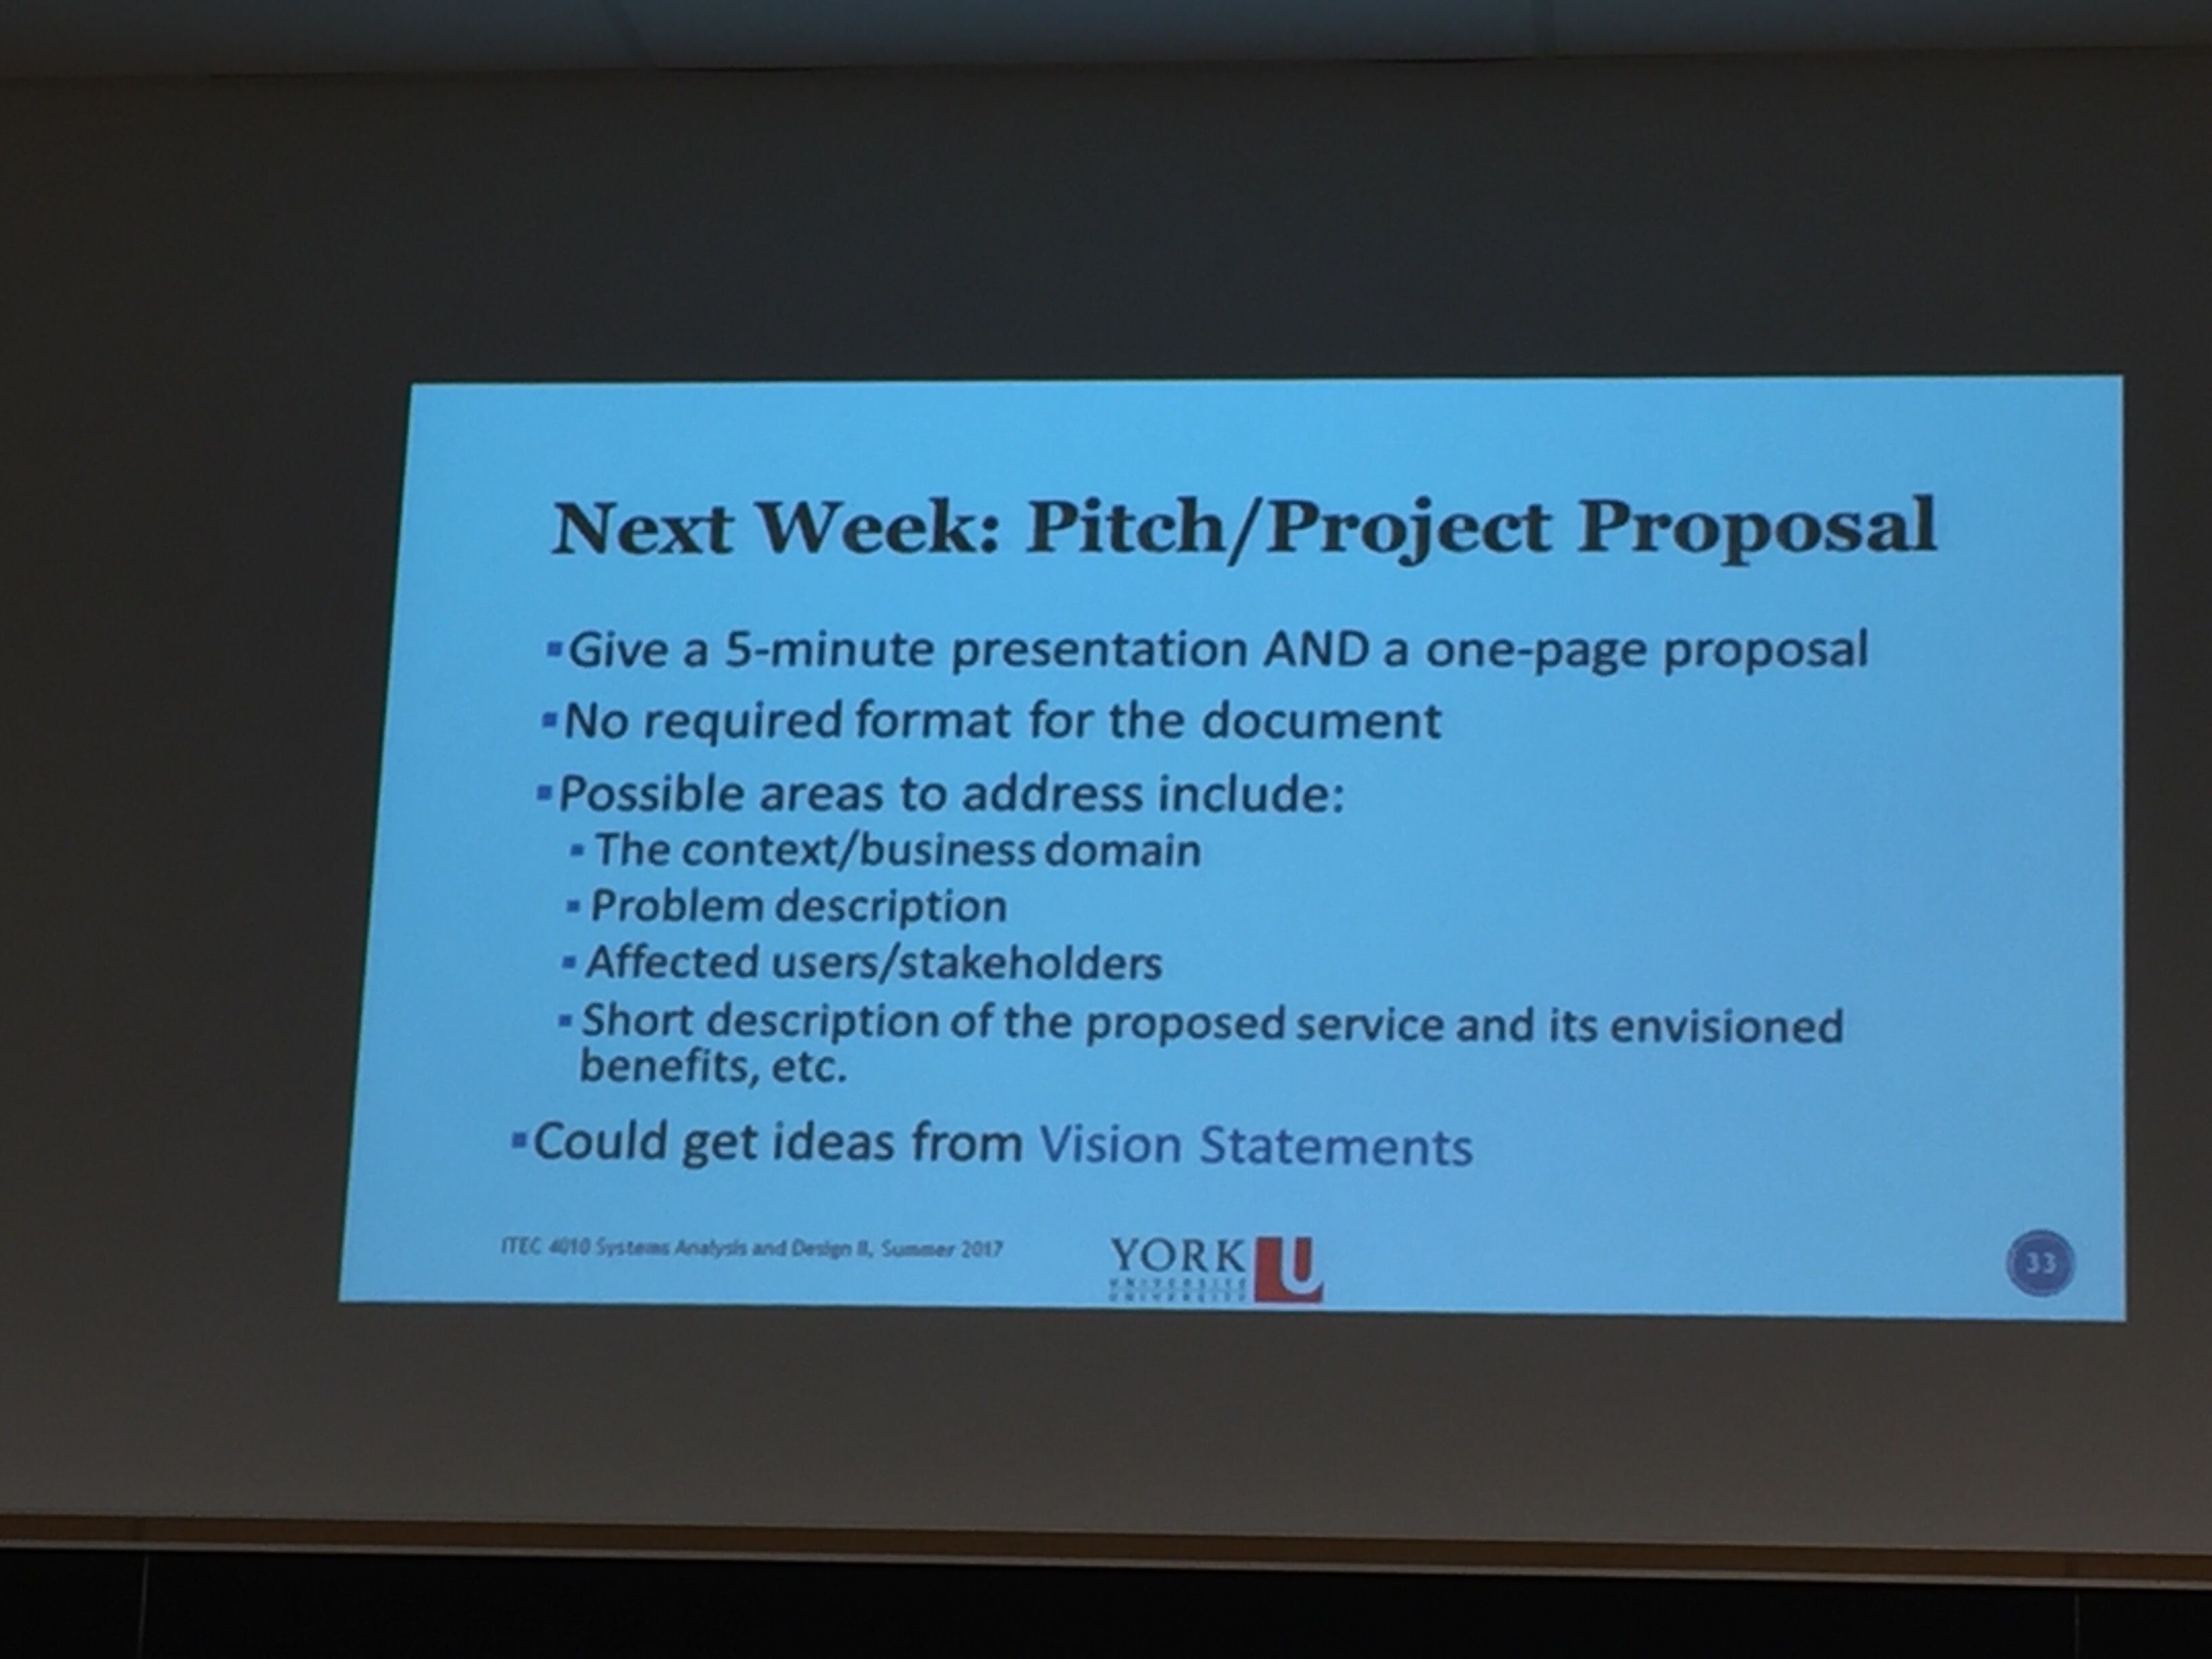 Next Week: Pitch/Project Proposal
▪Give a 5-minute presentation AND a one-page proposal
▪No required format for the document
▪Possible areas to address include:
▪ The context/business domain
▪ Problem description
▪ Affected users/stakeholders
▪ Short description of the proposed service and its envisioned
benefits, etc.
▪Could get ideas from Vision Statements
ITEC 4010 Systems Analysis and Design II, Summer 2017
YORK U
UNIVERSITÉ
UNIVERSITY
33